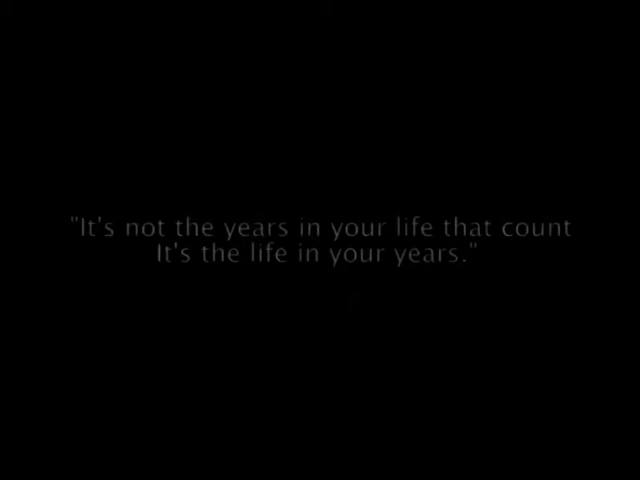 "It's not the years in your life that count
It's the life in your years."